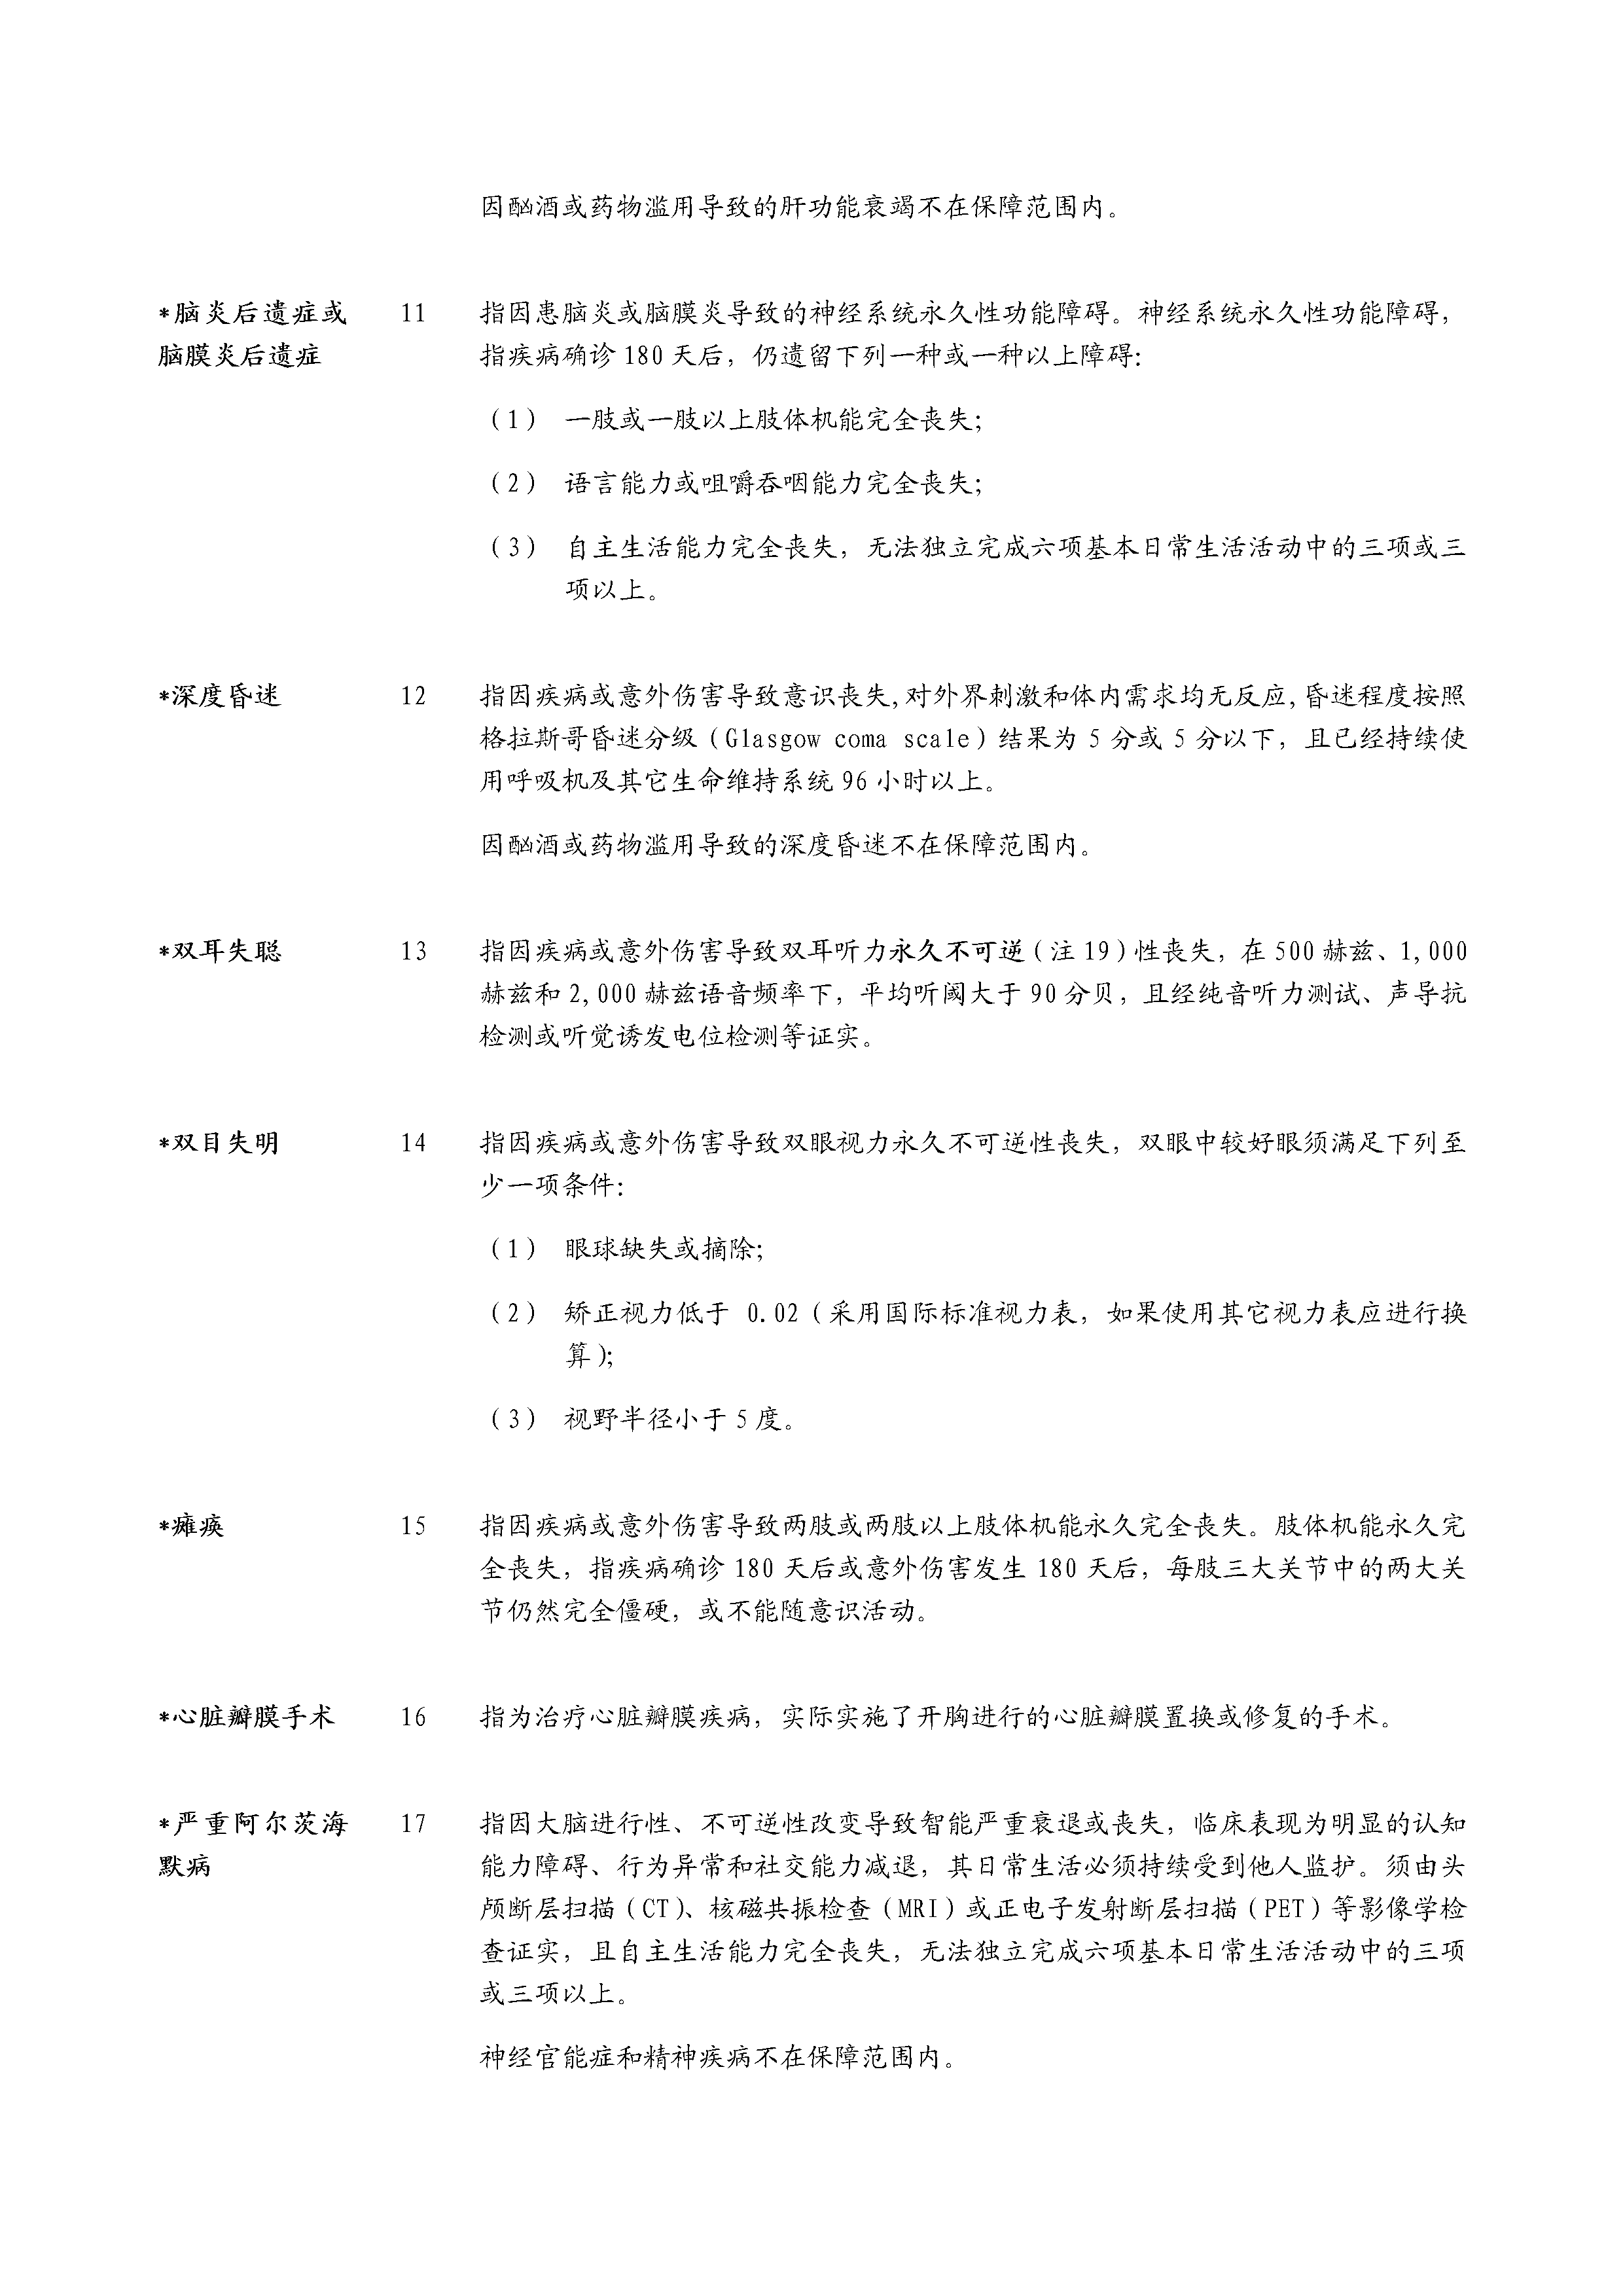 因酗酒或药物滥用导致的肝功能衰竭不在保障范围内。
*脑炎后遗症或 11 指因患脑炎或脑膜炎导致的神经系统永久性功能障碍。神经系统永久性功能障碍，
脑膜炎后遗症 指疾病确诊 180 天后，仍遗留下列一种或一种以上障碍：
（1） 一肢或一肢以上肢体机能完全丧失；
（2） 语言能力或咀嚼吞咽能力完全丧失；
（3） 自主生活能力完全丧失，无法独立完成六项基本日常生活活动中的三项或三
项以上。
*深度昏迷 12 指因疾病或意外伤害导致意识丧失，对外界刺激和体内需求均无反应，昏迷程度按照
格拉斯哥昏迷分级（Glasgow coma scale）结果为 5 分或 5 分以下，且已经持续使
用呼吸机及其它生命维持系统 96 小时以上。
因酗酒或药物滥用导致的深度昏迷不在保障范围内。
*双耳失聪 13 指因疾病或意外伤害导致双耳听力永久不可逆（注 19）性丧失，在 500 赫兹、1,000
赫兹和 2,000 赫兹语音频率下，平均听阈大于 90 分贝，且经纯音听力测试、声导抗
检测或听觉诱发电位检测等证实。
*双目失明 14 指因疾病或意外伤害导致双眼视力永久不可逆性丧失，双眼中较好眼须满足下列至
少一项条件：
（1） 眼球缺失或摘除；
（2） 矫正视力低于 0.02（采用国际标准视力表，如果使用其它视力表应进行换
算）；
（3） 视野半径小于 5 度。
*瘫痪 15 指因疾病或意外伤害导致两肢或两肢以上肢体机能永久完全丧失。肢体机能永久完
全丧失，指疾病确诊 180 天后或意外伤害发生 180 天后，每肢三大关节中的两大关
节仍然完全僵硬，或不能随意识活动。
*心脏瓣膜手术 16 指为治疗心脏瓣膜疾病，实际实施了开胸进行的心脏瓣膜置换或修复的手术。
*严重阿尔茨海 17 指因大脑进行性、不可逆性改变导致智能严重衰退或丧失，临床表现为明显的认知
默病 能力障碍、行为异常和社交能力减退，其日常生活必须持续受到他人监护。须由头
颅断层扫描（CT）、核磁共振检查（MRI）或正电子发射断层扫描（PET）等影像学检
查证实，且自主生活能力完全丧失，无法独立完成六项基本日常生活活动中的三项
或三项以上。
神经官能症和精神疾病不在保障范围内。